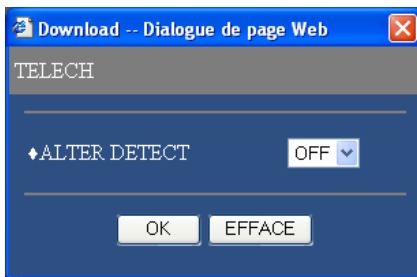 Download -- Dialogue de page Web
TELECH
♦ALTER DETECT OFF
OK EFFACE